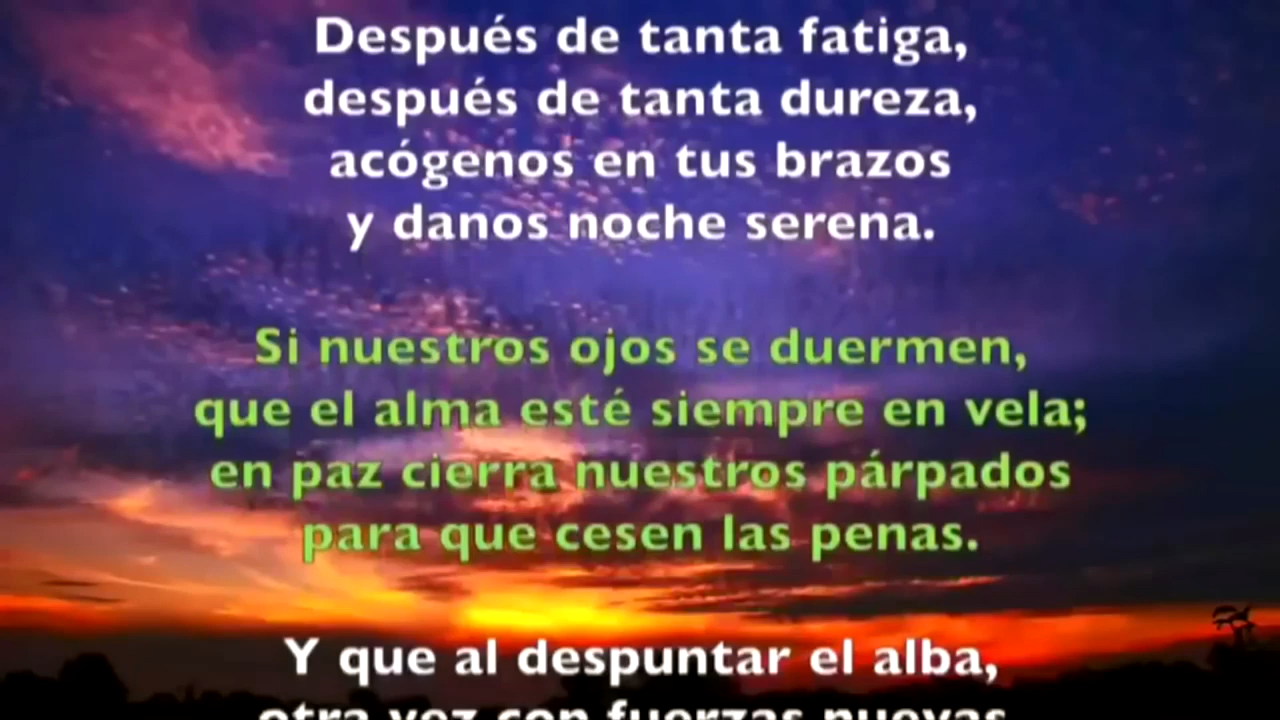 Después de tanta fatiga,
después de tanta dureza,
acógenos en tus brazos
y danos noche serena.
Si nuestros ojos se duermen,
que el alma esté siempre en vela;
en paz cierra nuestros párpados
para que cesen las penas.
Y que al despuntar el alba,
otra vez con fuerzas nuevas